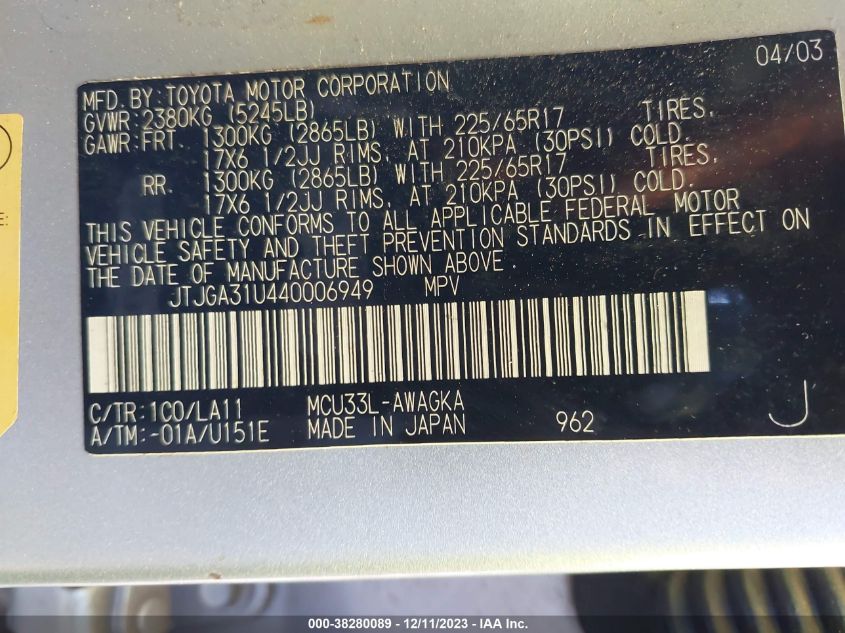 04/03
MFD. BY: TOYOTA MOTOR CORPORATION
GVWR: 2380KG (5245LB)
GAWR: FRT. 1300KG (2865LB) WITH 225/65R17 TIRES,
17X6 1/2JJ RIMS, AT 210KPA (30PSI) COLD.
RR. 1300KG (2865LB) WITH 225/65R17 TIRES,
17X6 1/2JJ RIMS, AT 210KPA (30PSI) COLD.
THIS VEHICLE CONFORMS TO ALL APPLICABLE FEDERAL MOTOR
VEHICLE SAFETY AND THEFT PREVENTION STANDARDS IN EFFECT ON
THE DATE OF MANUFACTURE SHOWN ABOVE
JTJGA31U440006949 MPV
C/TR: 1C0/LA11 MCU33L-AWAGKA
A/TM: -01A/U151E MADE IN JAPAN 962 J
E:
000-38280089 - 12/11/2023 - IAA Inc.